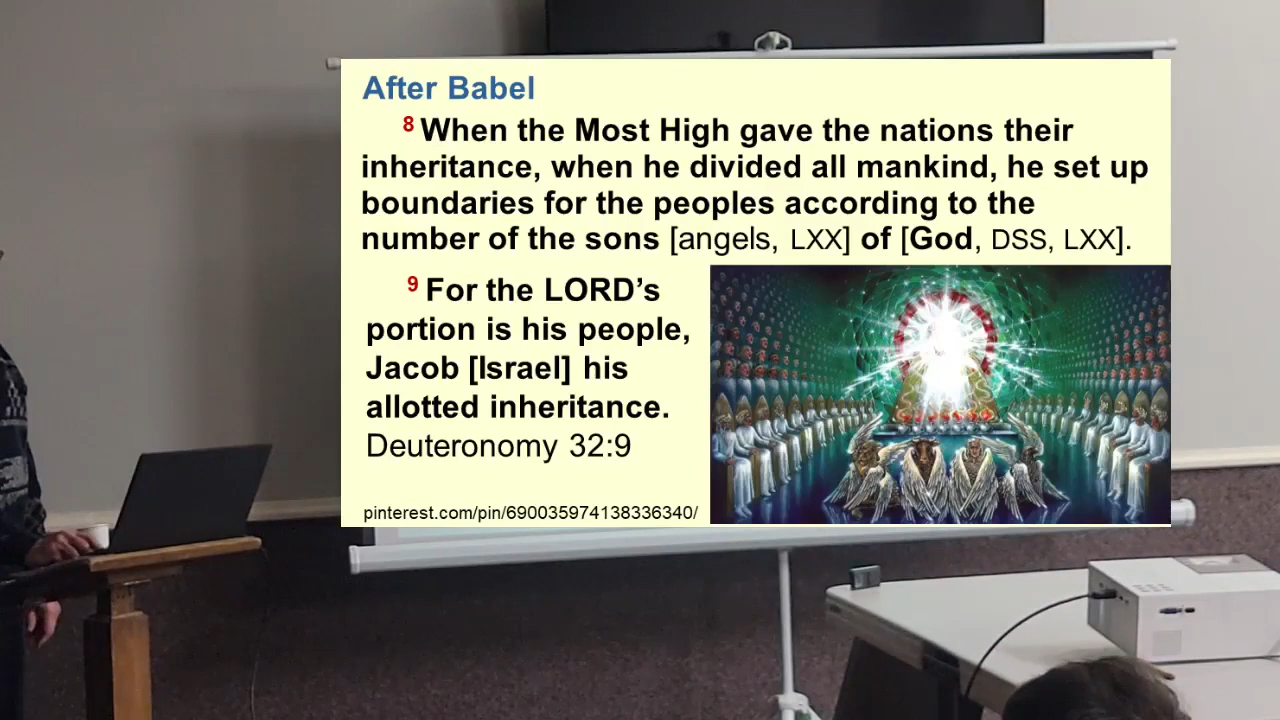 After Babel
8 When the Most High gave the nations their
inheritance, when he divided all mankind, he set up
boundaries for the peoples according to the
number of the sons [angels, LXX] of [God, DSS, LXX].
9 For the LORD’s
portion is his people,
Jacob [Israel] his
allotted inheritance.
Deuteronomy 32:9
pinterest.com/pin/690035974138336340/